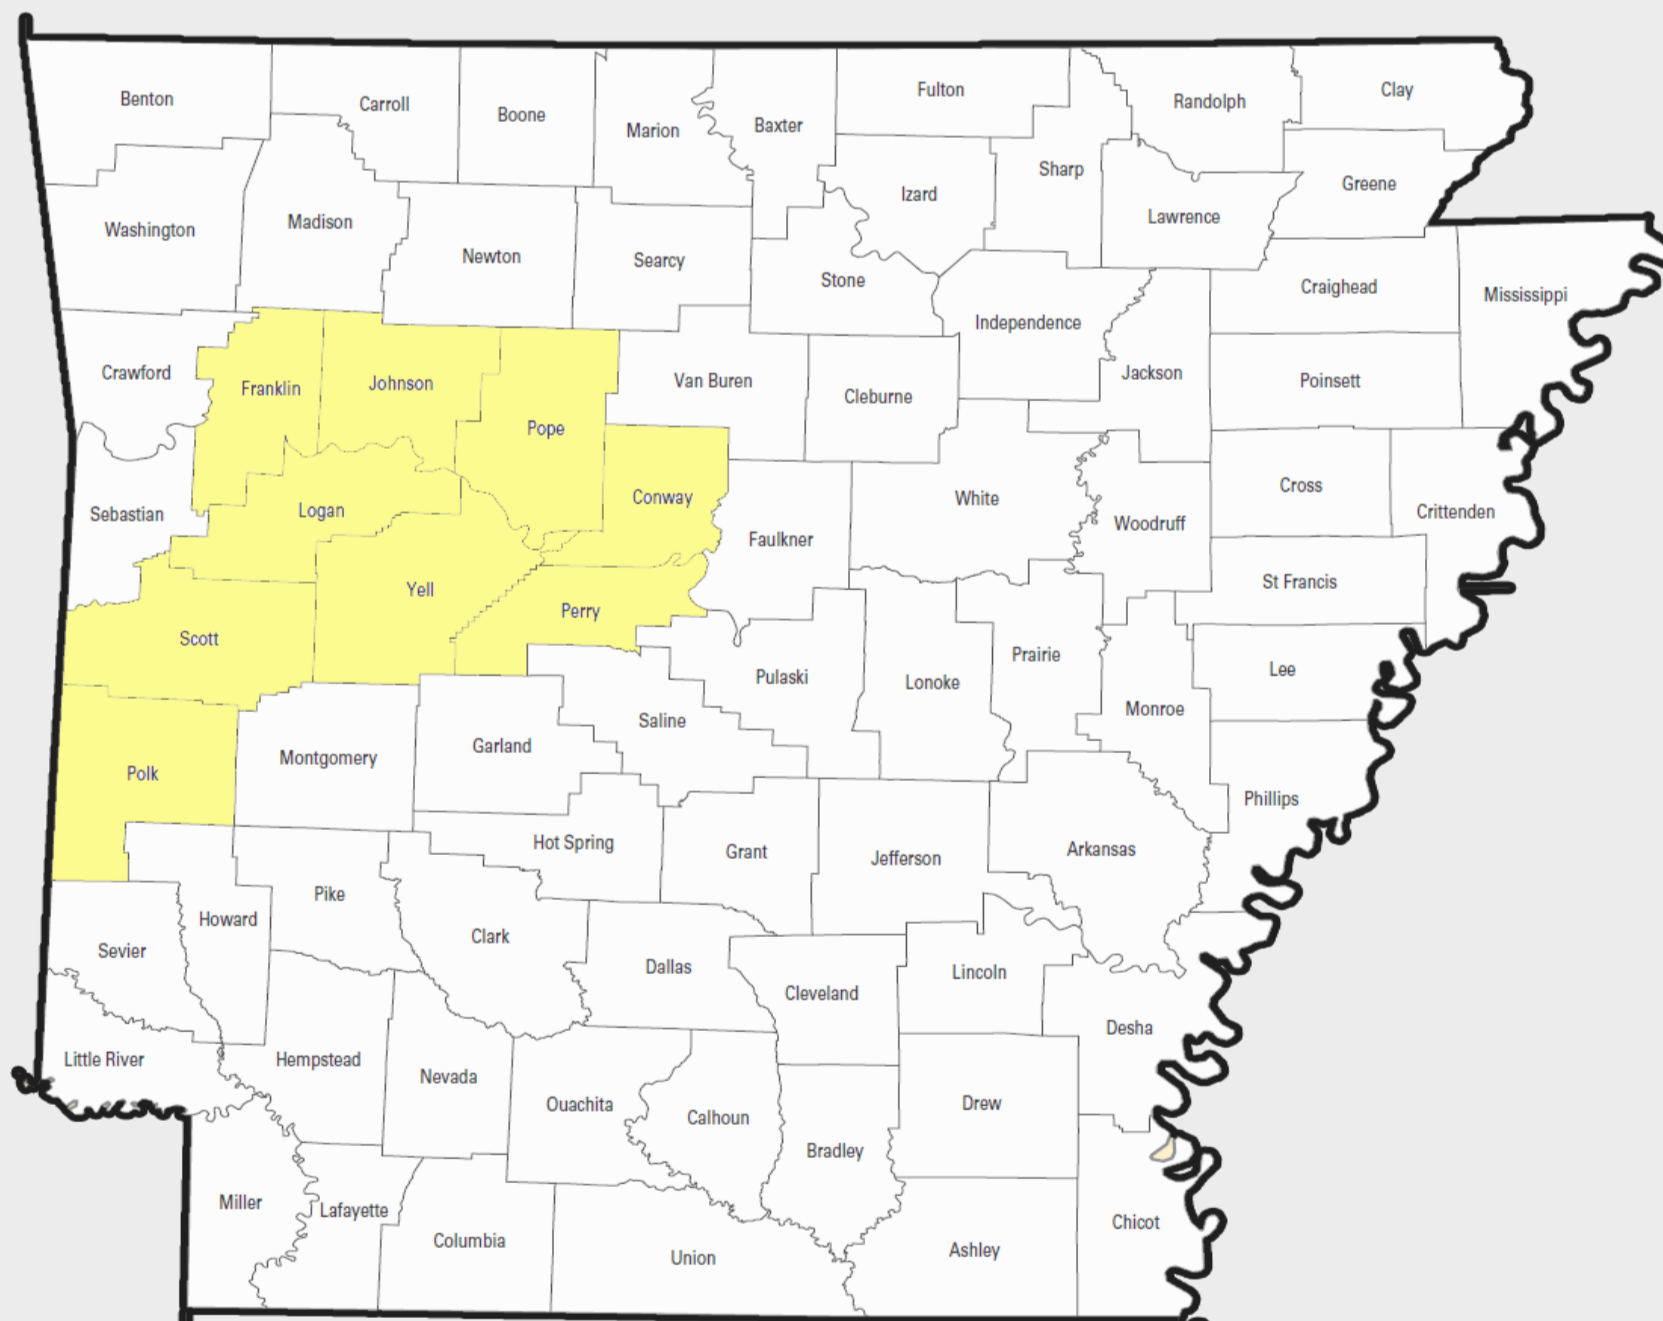 Benton
Carroll
Boone
Marion
Baxter
Fulton
Randolph
Clay
Sharp
Izard
Greene
Lawrence
Washington
Madison
Newton
Searcy
Stone
Craighead
Mississippi
Independence
Crawford
Franklin
Johnson
Van Buren
Cleburne
Jackson
Poinsett
Pope
Conway
White
Cross
Crittenden
Sebastian
Logan
Woodruff
Faulkner
St Francis
Yell
Perry
Scott
Prairie
Lee
Pulaski
Lonoke
Monroe
Saline
Garland
Montgomery
Polk
Phillips
Hot Spring
Grant
Jefferson
Arkansas
Pike
Howard
Clark
Sevier
Dallas
Lincoln
Cleveland
Desha
Little River
Hempstead
Nevada
Ouachita
Calhoun
Drew
Bradley
Miller
Lafayette
Chicot
Columbia
Union
Ashley